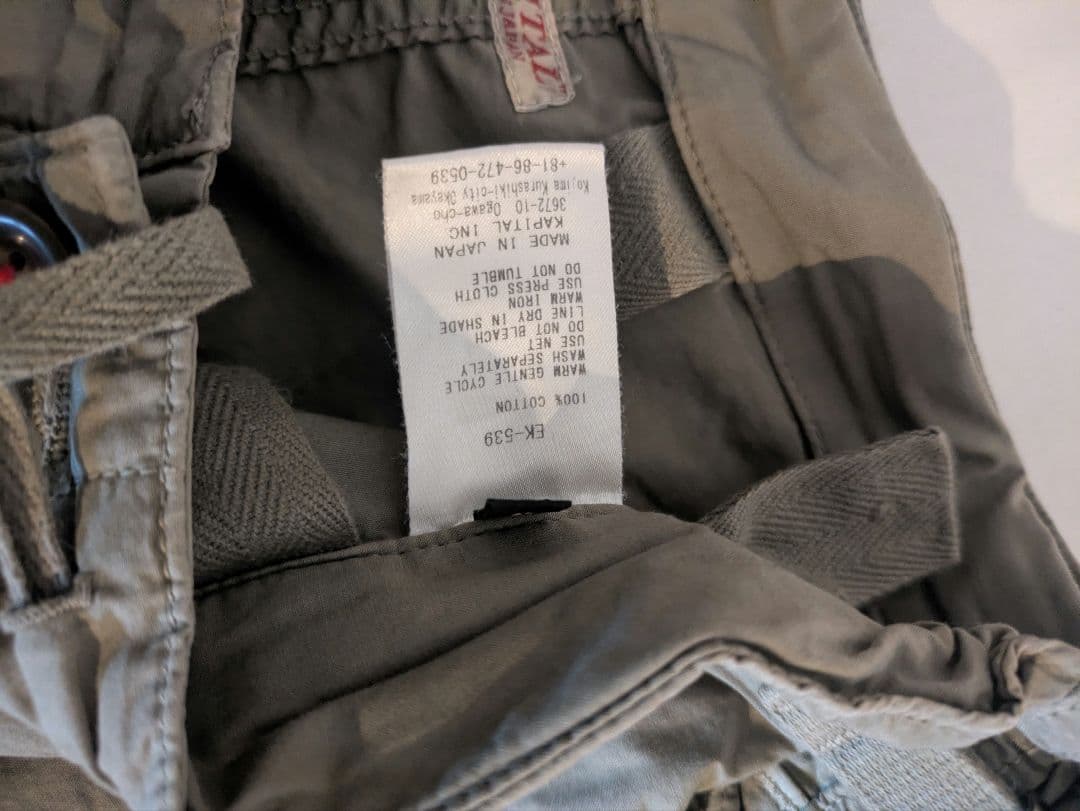 EK-539
100% COTTON
WARM GENTLE CYCLE
WASH SEPARATELY
USE NET
DO NOT BLEACH
LINE DRY IN SHADE
WARM IRON
USE PRESS CLOTH
DO NOT TUMBLE
MADE IN JAPAN
KAPITAL INC
3672-10 Ogawa-cho
Kojima Kurashiki-city Okayama
+81-86-472-0539
TAL
JAPAN